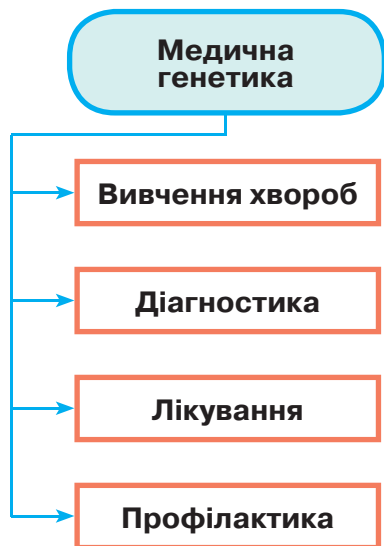 Медична
генетика
Вивчення хвороб
Діагностика
Лікування
Профілактика